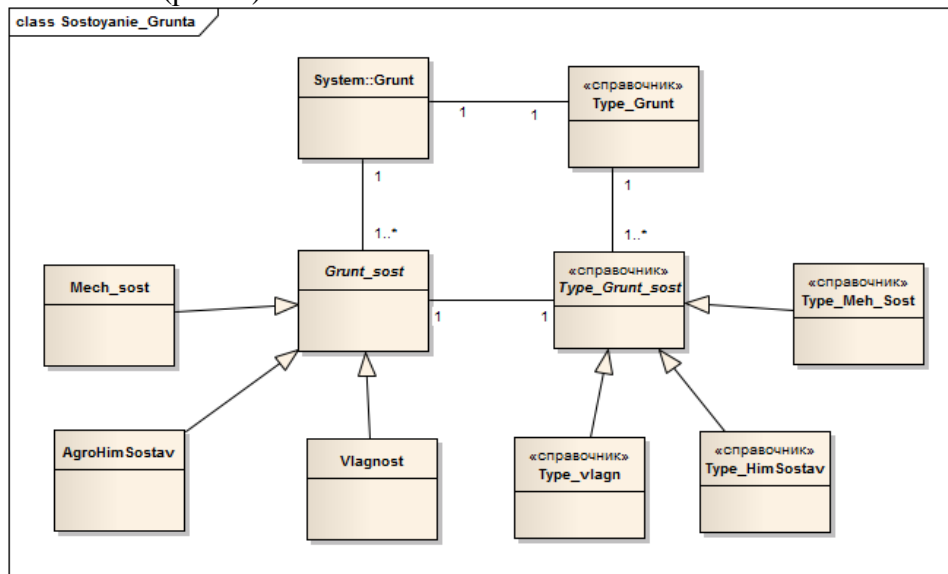 class Sostoyanie_Grunta
System::Grunt
«справочник»
Type_Grunt
1
1
1
1
1..*
1..*
Grunt_sost
«справочник»
Type_Grunt_sost
Mech_sost
«справочник»
Type_Meh_Sost
1
1
AgroHimSostav
Vlagnost
«справочник»
Type_vlagn
«справочник»
Type_HimSostav